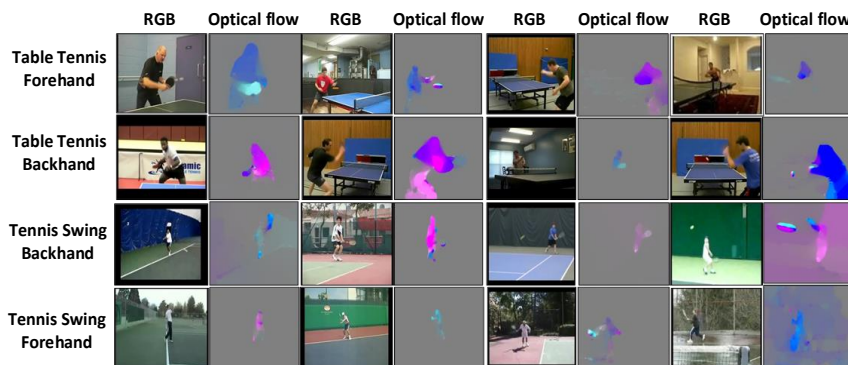 RGB Optical flow RGB Optical flow RGB Optical flow RGB Optical flow
Table Tennis
Forehand
Table Tennis
Backhand
Tennis Swing
Backhand
Tennis Swing
Forehand